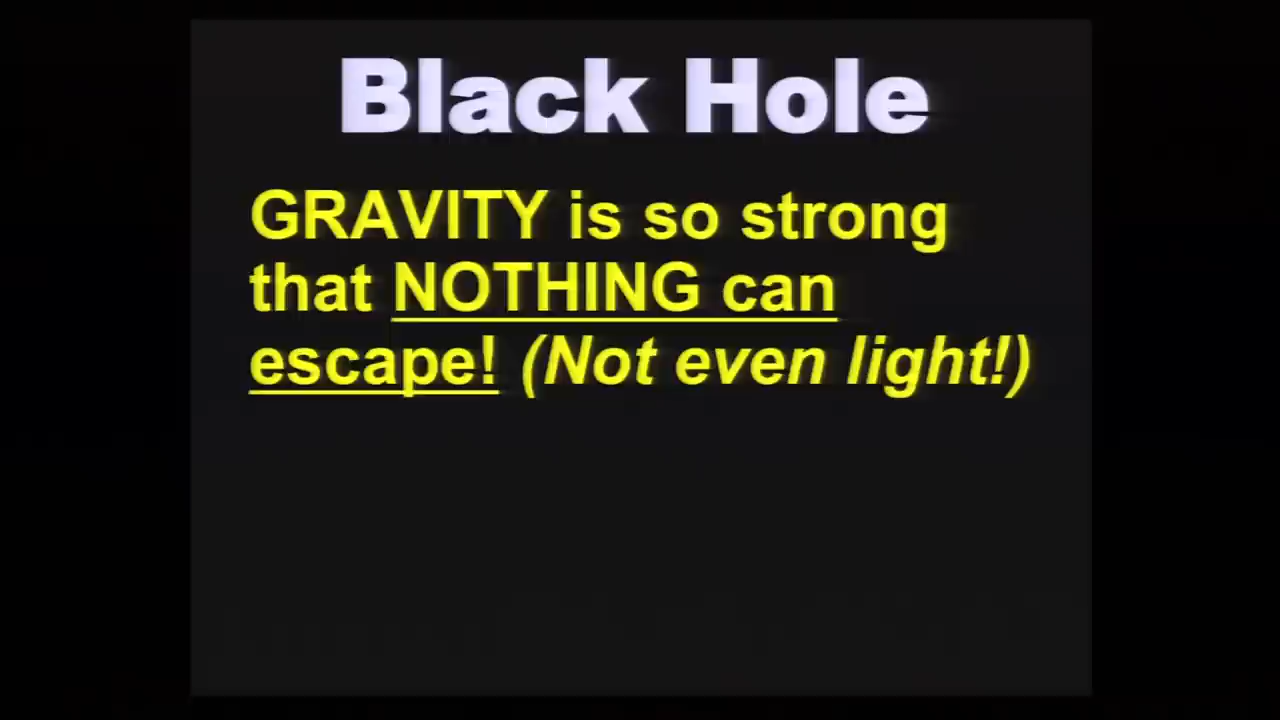 Black Hole
GRAVITY is so strong
that NOTHING can
escape! (Not even light!)